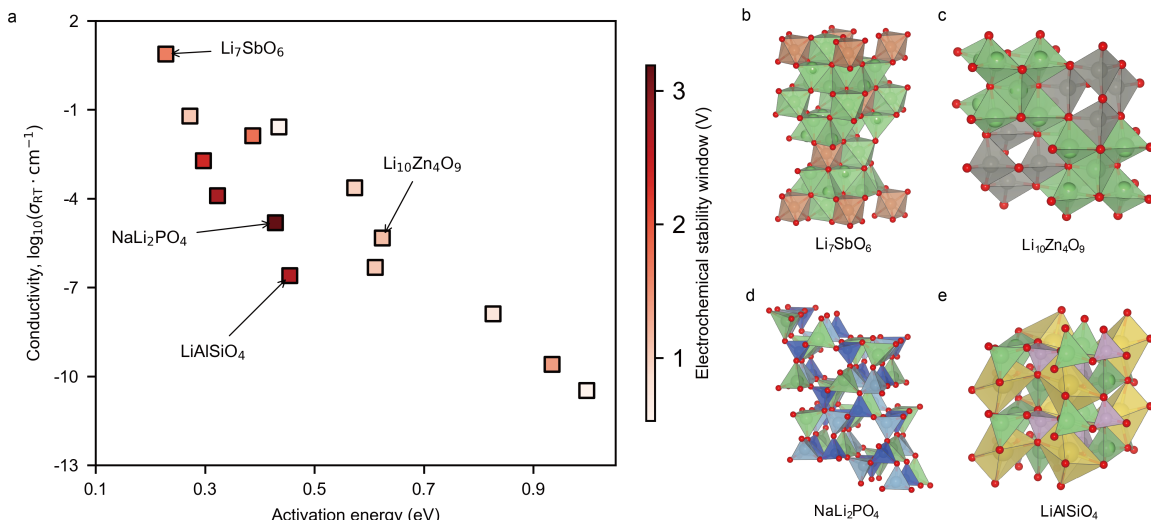 a
Conductivity, log₁₀(σRT · cm⁻¹)
2
-1
-4
-7
-10
-13
0.1
0.3
0.5
0.7
0.9
Activation energy (eV)
Li₇SbO₆
Li₁₀Zn₄O₉
NaLi₂PO₄
LiAlSiO₄
3
2
1
Electrochemical stability window (V)
b
Li₇SbO₆
c
Li₁₀Zn₄O₉
d
NaLi₂PO₄
e
LiAlSiO₄